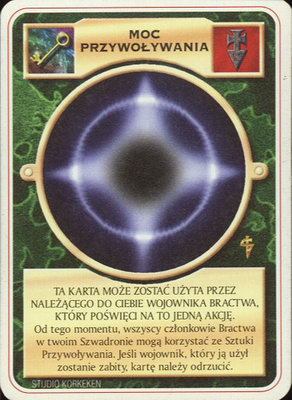 MOC
PRZYWOŁYWANIA
TA KARTA MOŻE ZOSTAĆ UŻYTA PRZEZ
NALEŻĄCEGO DO CIEBIE WOJOWNIKA BRACTWA,
KTÓRY POŚWIĘCI NA TO JEDNĄ AKCJĘ.
Od tego momentu, wszyscy członkowie Bractwa
w twoim Szwadronie mogą korzystać ze Sztuki
Przywoływania. Jeśli wojownik, który ją użył
zostanie zabity, kartę należy odrzucić.
STUDIO KORKEKEN